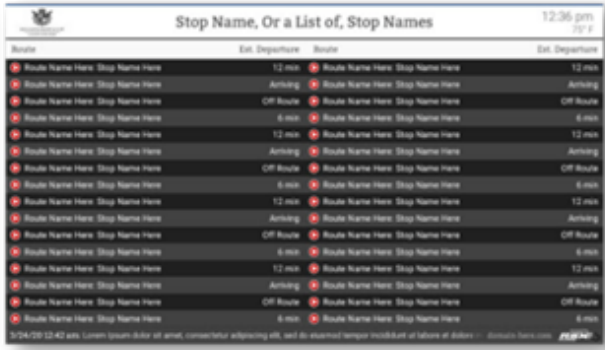 Stop Name, Or a List of, Stop Names
12:36 pm
75° F
Route Est. Departure Route Est. Departure
Route Name Here: Stop Name Here 12 min Route Name Here: Stop Name Here 12 min
Route Name Here: Stop Name Here Arriving Route Name Here: Stop Name Here Arriving
Route Name Here: Stop Name Here Off Route Route Name Here: Stop Name Here Off Route
Route Name Here: Stop Name Here 6 min Route Name Here: Stop Name Here 6 min
Route Name Here: Stop Name Here 12 min Route Name Here: Stop Name Here 12 min
Route Name Here: Stop Name Here Arriving Route Name Here: Stop Name Here Arriving
Route Name Here: Stop Name Here Off Route Route Name Here: Stop Name Here Off Route
Route Name Here: Stop Name Here 6 min Route Name Here: Stop Name Here 6 min
Route Name Here: Stop Name Here 12 min Route Name Here: Stop Name Here 12 min
Route Name Here: Stop Name Here Arriving Route Name Here: Stop Name Here Arriving
Route Name Here: Stop Name Here Off Route Route Name Here: Stop Name Here Off Route
Route Name Here: Stop Name Here 6 min Route Name Here: Stop Name Here 6 min
Route Name Here: Stop Name Here 12 min Route Name Here: Stop Name Here 12 min
Route Name Here: Stop Name Here Arriving Route Name Here: Stop Name Here Arriving
Route Name Here: Stop Name Here Off Route Route Name Here: Stop Name Here Off Route
Route Name Here: Stop Name Here 6 min Route Name Here: Stop Name Here 6 min
3/24/20 12:42 pm: Lorem ipsum dolor sit amet, consectetur adipiscing elit, sed do eiusmod tempor incididunt ut labore et dolore domain-here.com